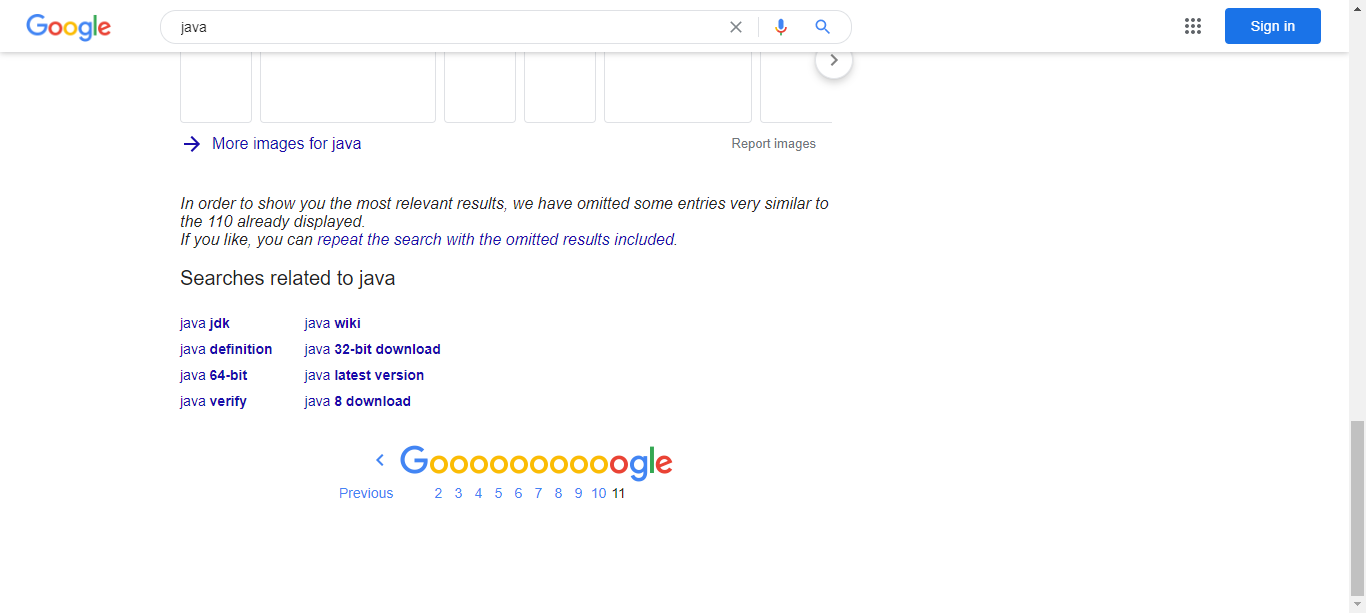 Google
java
Sign in
More images for java
Report images
In order to show you the most relevant results, we have omitted some entries very similar to
the 110 already displayed.
If you like, you can repeat the search with the omitted results included.
Searches related to java
java jdk
java wiki
java definition
java 32-bit download
java 64-bit
java latest version
java verify
java 8 download
Goooooooooogle
Previous 2 3 4 5 6 7 8 9 10 11